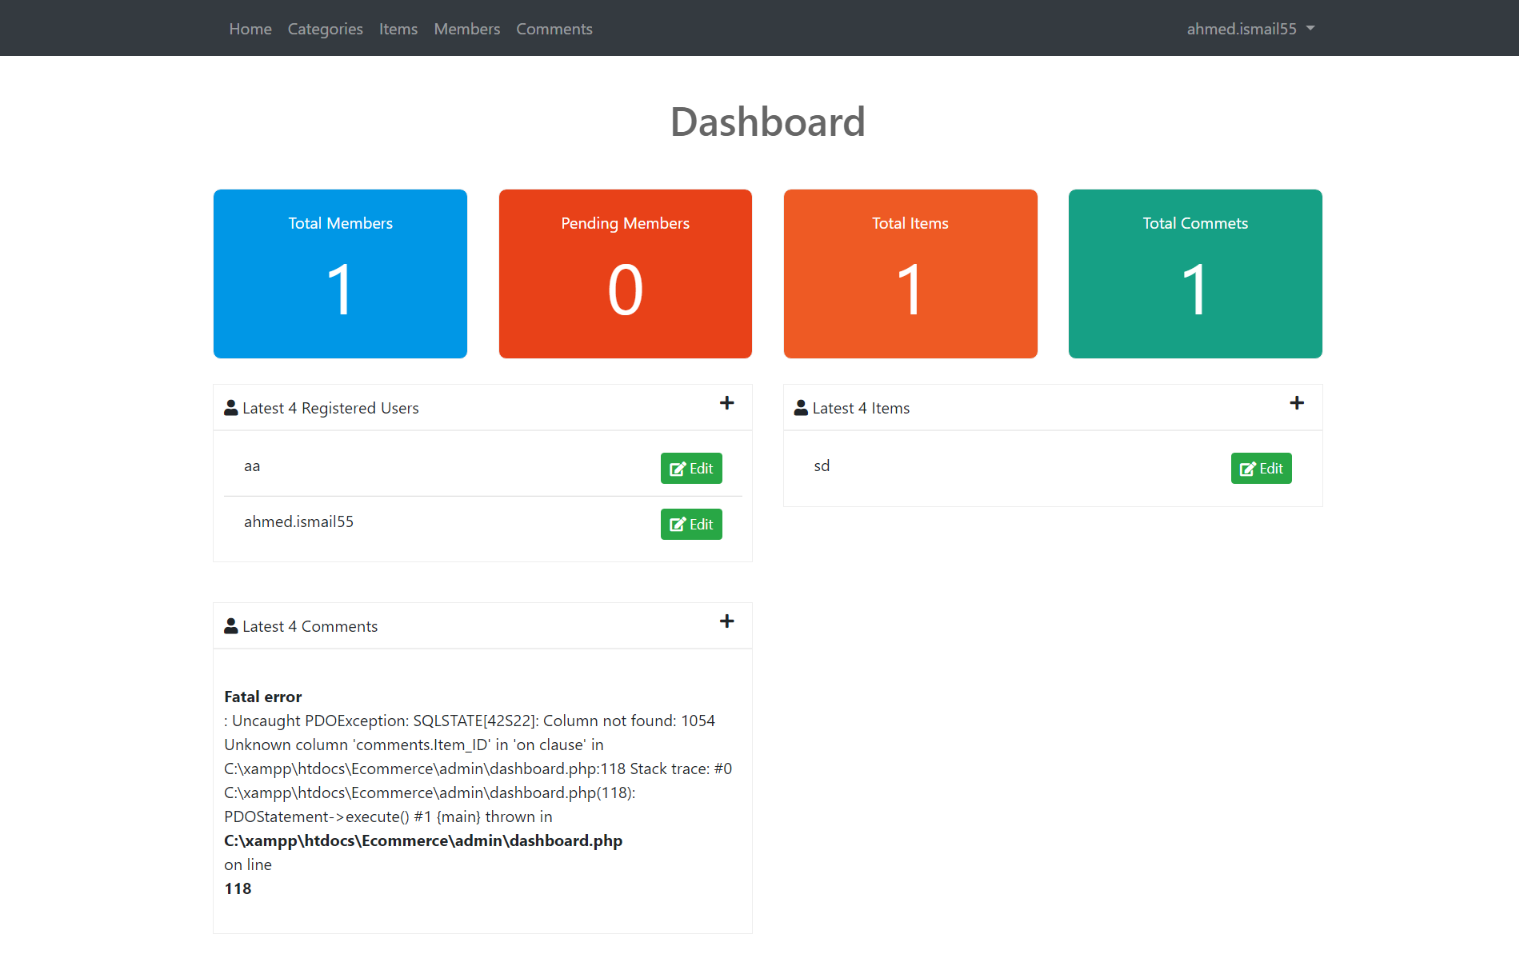 Home Categories Items Members Comments ahmed.ismail55
Dashboard
Total Members
1
Pending Members
0
Total Items
1
Total Commets
1
Latest 4 Registered Users
aa Edit
ahmed.ismail55 Edit
Latest 4 Items
sd Edit
Latest 4 Comments
Fatal error
: Uncaught PDOException: SQLSTATE[42S22]: Column not found: 1054
Unknown column 'comments.Item_ID' in 'on clause' in
C:\xampp\htdocs\Ecommerce\admin\dashboard.php:118 Stack trace: #0
C:\xampp\htdocs\Ecommerce\admin\dashboard.php(118):
PDOStatement->execute() #1 {main} thrown in
C:\xampp\htdocs\Ecommerce\admin\dashboard.php
on line
118